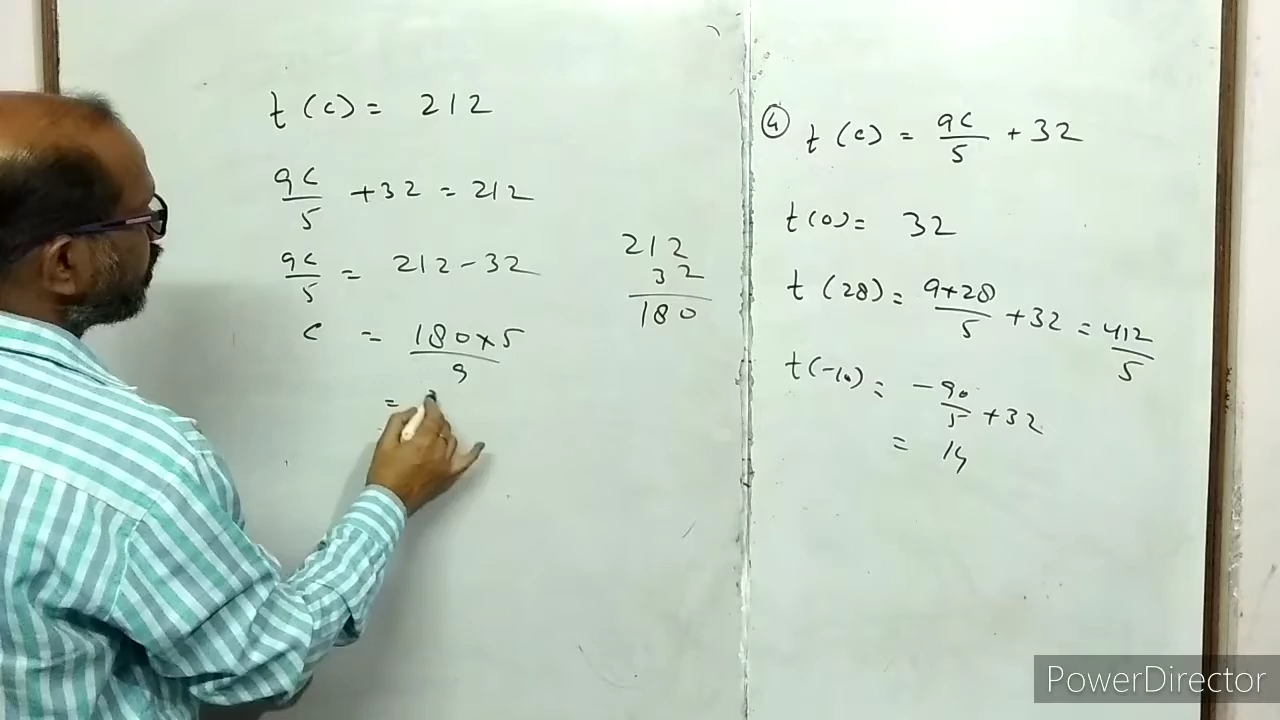 t(c) = 212
9c/5 + 32 = 212
9c/5 = 212 - 32
c = 180 × 5/9
=
212
32
180
④ t(c) = 9c/5 + 32
t(0) = 32
t(28) = 9×28/5 + 32 = 412/5
t(-10) = -90/5 + 32
= 14
PowerDirector